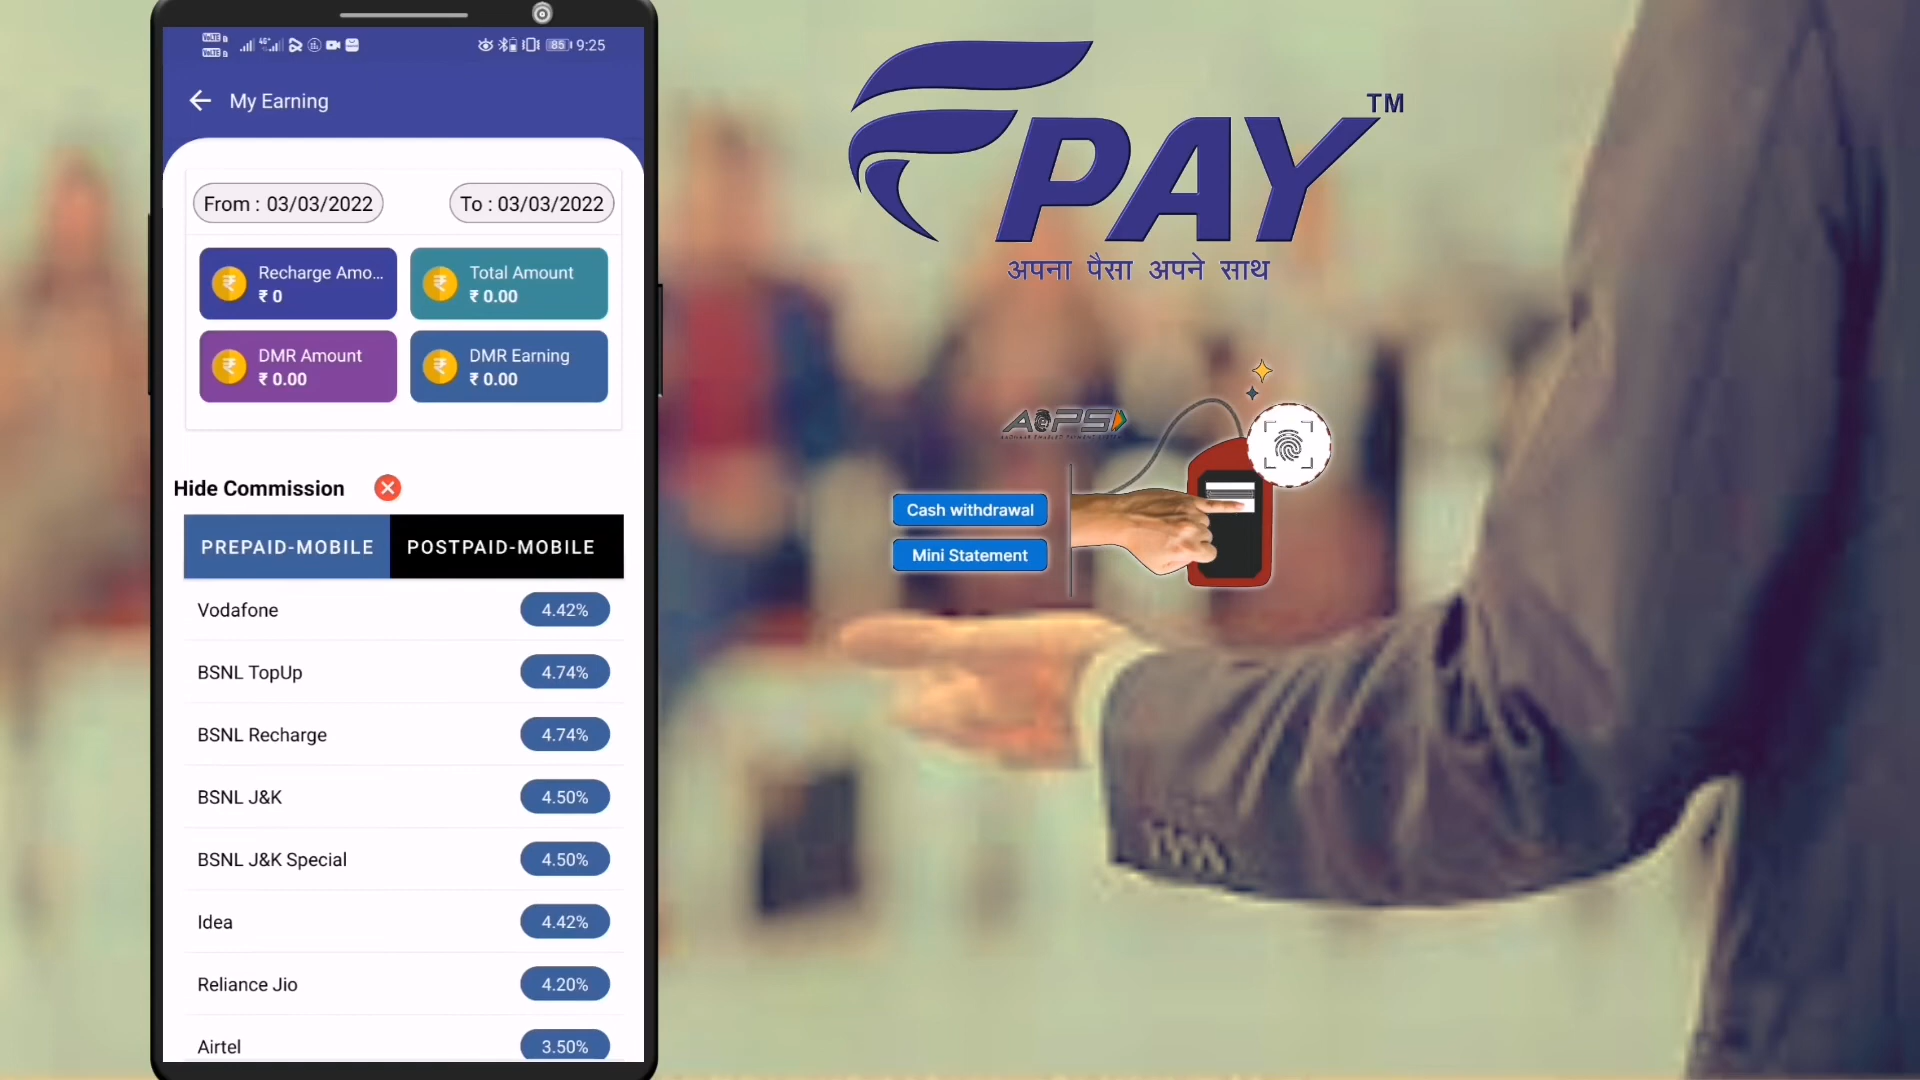 85 9:25
My Earning
From : 03/03/2022
To : 03/03/2022
Recharge Amo...
₹ 0
Total Amount
₹ 0.00
DMR Amount
₹ 0.00
DMR Earning
₹ 0.00
Hide Commission
PREPAID-MOBILE
POSTPAID-MOBILE
Vodafone 4.42%
BSNL TopUp 4.74%
BSNL Recharge 4.74%
BSNL J&K 4.50%
BSNL J&K Special 4.50%
Idea 4.42%
Reliance Jio 4.20%
Airtel 3.50%
FPAY TM
अपना पैसा अपने साथ
AePS
Cash withdrawal
Mini Statement